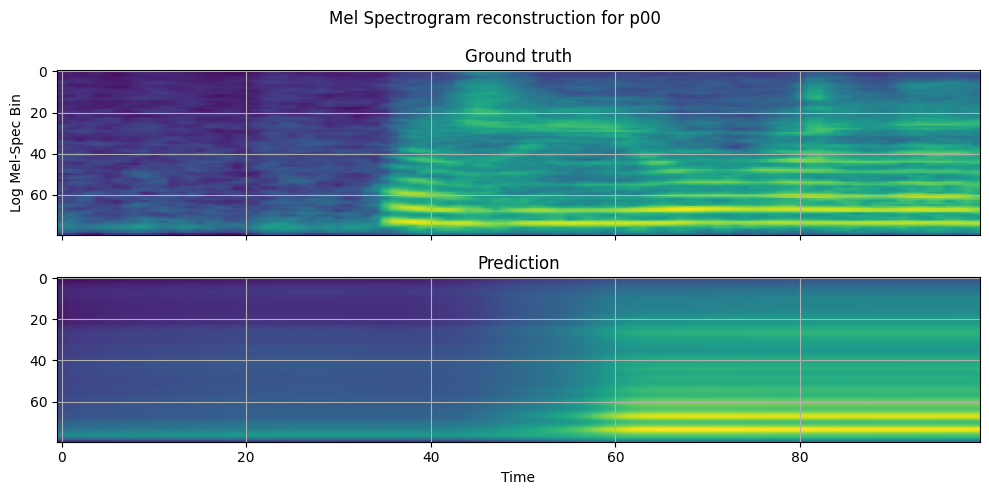 Mel Spectrogram reconstruction for p00
Ground truth
Log Mel-Spec Bin
0
20
40
60
0 20 40 60 80
Prediction
0
20
40
60
0 20 40 60 80
Time